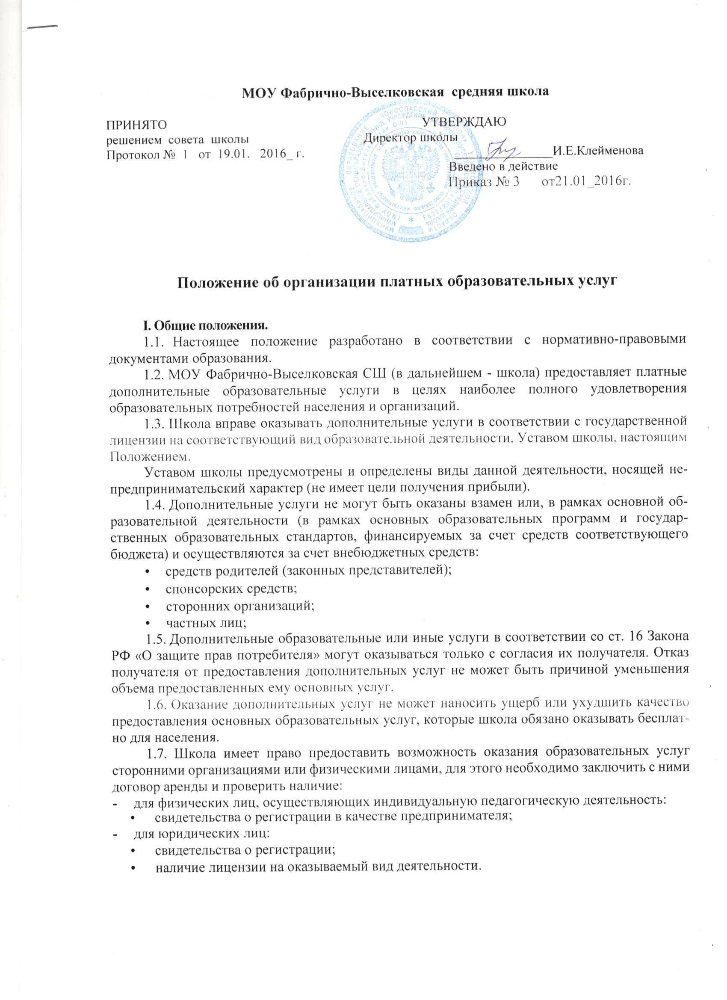 МОУ Фабрично-Выселковская средняя школа
ПРИНЯТО
решением совета школы
Протокол № 1 от 19.01. 2016_ г.
УТВЕРЖДАЮ
Директор школы
И.Е.Клейменова
Введено в действие
Приказ № 3 от21.01_2016г.
Положение об организации платных образовательных услуг
I. Общие положения.
1.1. Настоящее положение разработано в соответствии с нормативно-правовыми
документами образования.
1.2. МОУ Фабрично-Выселковская СШ (в дальнейшем - школа) предоставляет платные
дополнительные образовательные услуги в целях наиболее полного удовлетворения
образовательных потребностей населения и организаций.
1.3. Школа вправе оказывать дополнительные услуги в соответствии с государственной
лицензии на соответствующий вид образовательной деятельности, Уставом школы, настоящим
Положением.
Уставом школы предусмотрены и определены виды данной деятельности, носящей не-
предпринимательский характер (не имеет цели получения прибыли).
1.4. Дополнительные услуги не могут быть оказаны взамен или, в рамках основной об-
разовательной деятельности (в рамках основных образовательных программ и государ-
ственных образовательных стандартов, финансируемых за счет средств соответствующего
бюджета) и осуществляются за счет внебюджетных средств:
• средств родителей (законных представителей);
• спонсорских средств;
• сторонних организаций;
• частных лиц;
1.5. Дополнительные образовательные или иные услуги в соответствии со ст. 16 Закона
РФ «О защите прав потребителя» могут оказываться только с согласия их получателя. Отказ
получателя от предоставления дополнительных услуг не может быть причиной уменьшения
объема предоставленных ему основных услуг.
1.6. Оказание дополнительных услуг не может наносить ущерб или ухудшить качество
предоставления основных образовательных услуг, которые школа обязано оказывать бесплат-
но для населения.
1.7. Школа имеет право предоставить возможность оказания образовательных услуг
сторонними организациями или физическими лицами, для этого необходимо заключить с ними
договор аренды и проверить наличие:
- для физических лиц, осуществляющих индивидуальную педагогическую деятельность:
• свидетельства о регистрации в качестве предпринимателя;
- для юридических лиц:
• свидетельства о регистрации;
• наличие лицензии на оказываемый вид деятельности.